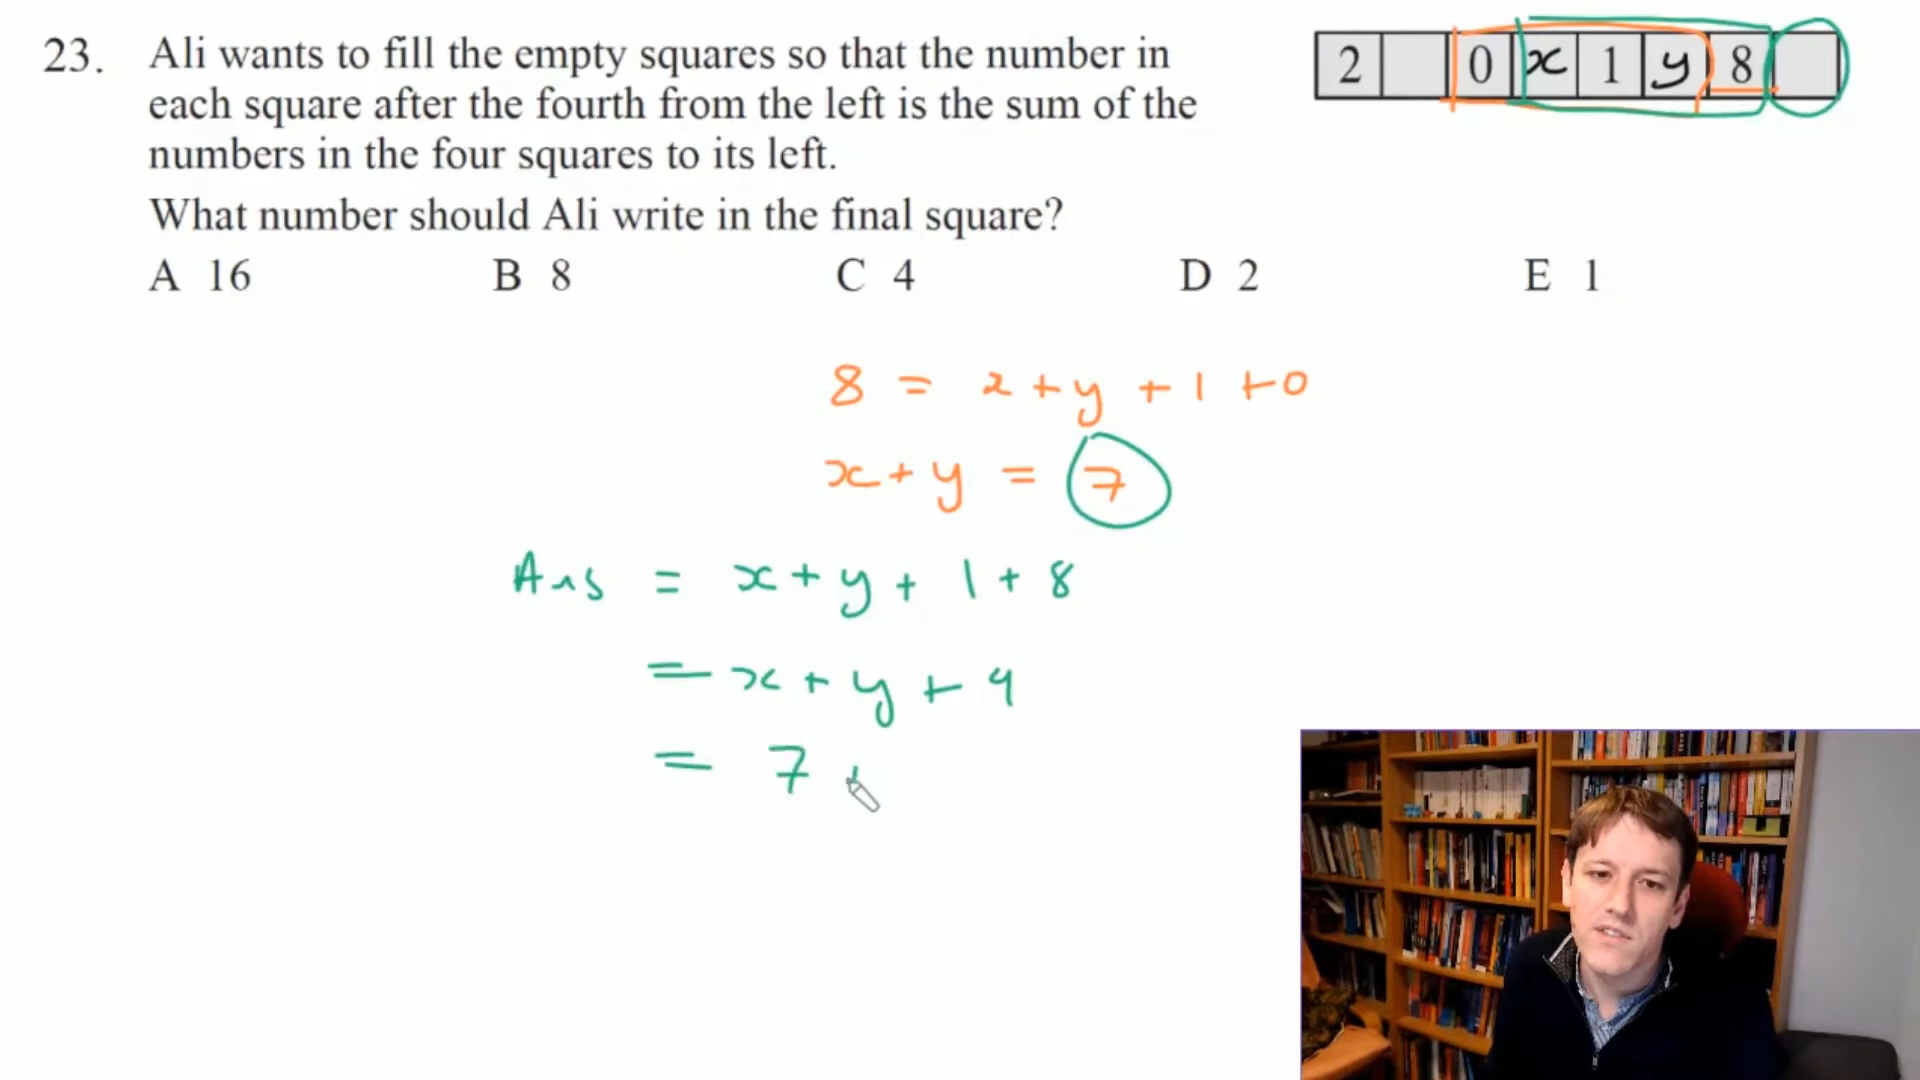 23. Ali wants to fill the empty squares so that the number in
each square after the fourth from the left is the sum of the
numbers in the four squares to its left.
2 0 x 1 y 8
What number should Ali write in the final square?
A 16 B 8 C 4 D 2 E 1
8 = x + y + 1 + 0
x + y = 7
Ans = x + y + 1 + 8
= x + y + 9
= 7